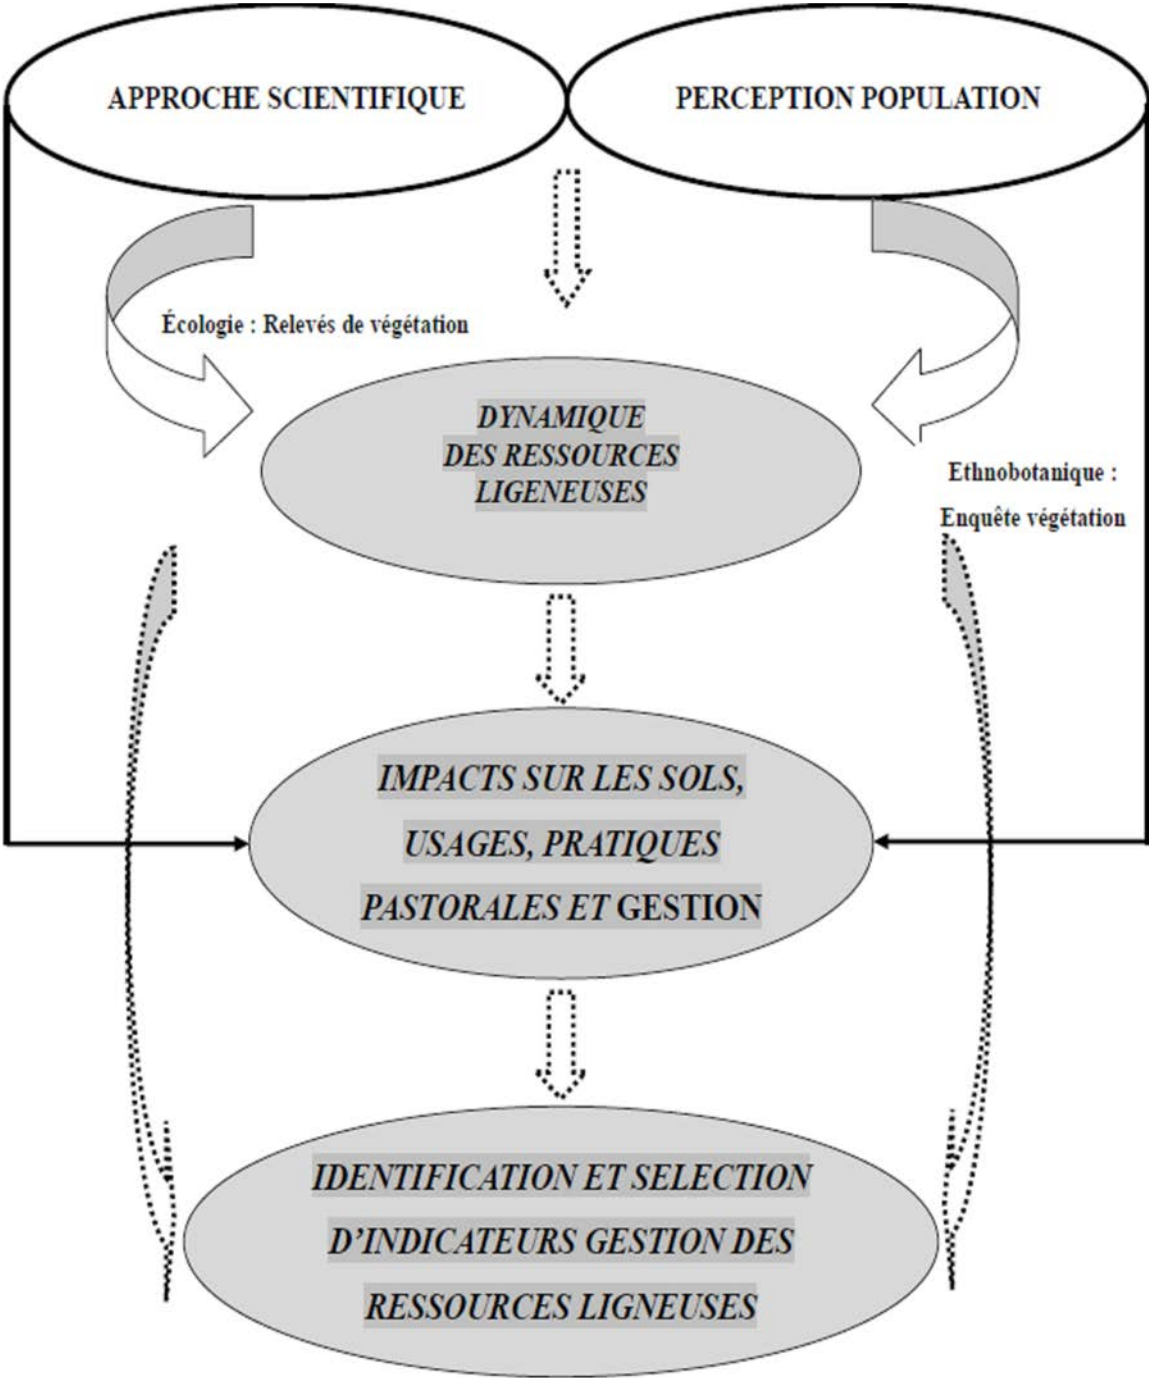 APPROCHE SCIENTIFIQUE
PERCEPTION POPULATION
Écologie : Relevés de végétation
DYNAMIQUE
DES RESSOURCES
LIGENEUSES
Ethnobotanique :
Enquête végétation
IMPACTS SUR LES SOLS,
USAGES, PRATIQUES
PASTORALES ET GESTION
IDENTIFICATION ET SELECTION
D’INDICATEURS GESTION DES
RESSOURCES LIGNEUSES